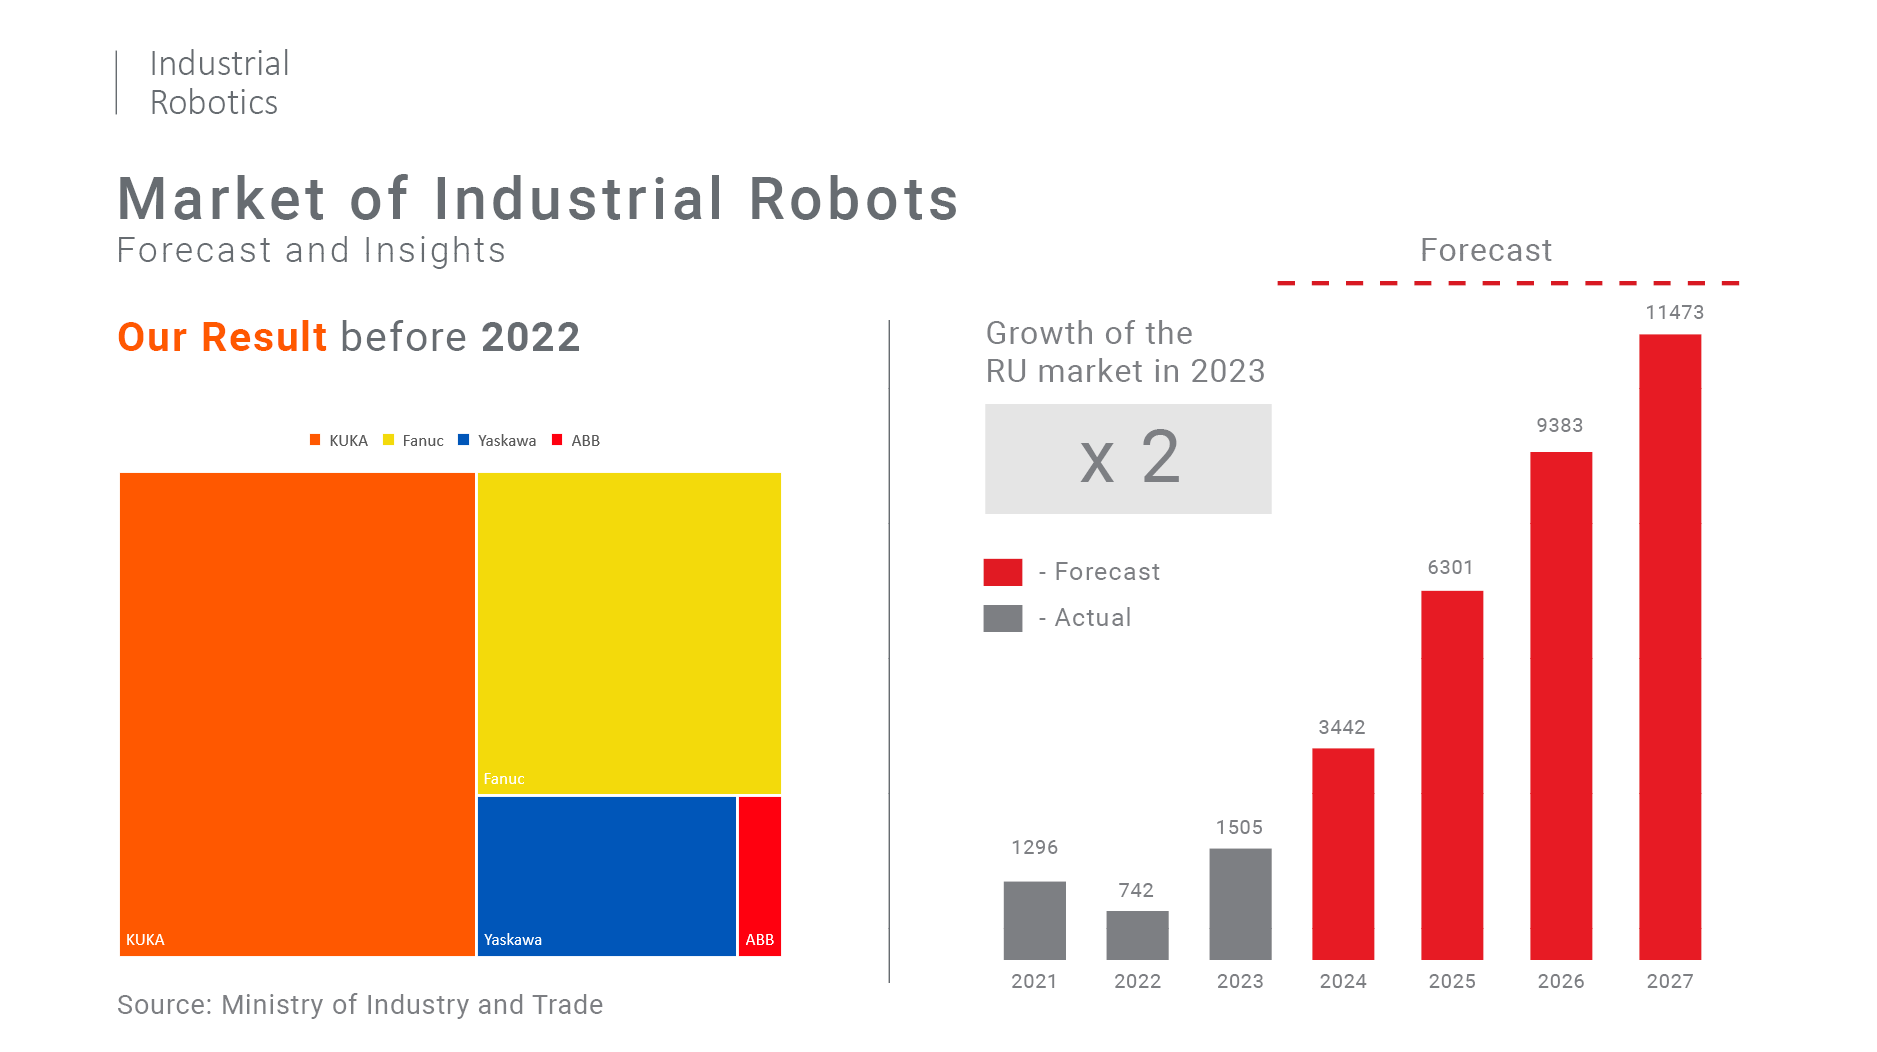 Industrial
Robotics
Market of Industrial Robots
Forecast and Insights
Our Result before 2022
KUKA Fanuc Yaskawa ABB
Fanuc
KUKA
Yaskawa
ABB
Source: Ministry of Industry and Trade
Forecast
Growth of the
RU market in 2023
x 2
- Forecast
- Actual
1296
742
1505
3442
6301
9383
11473
2021 2022 2023 2024 2025 2026 2027